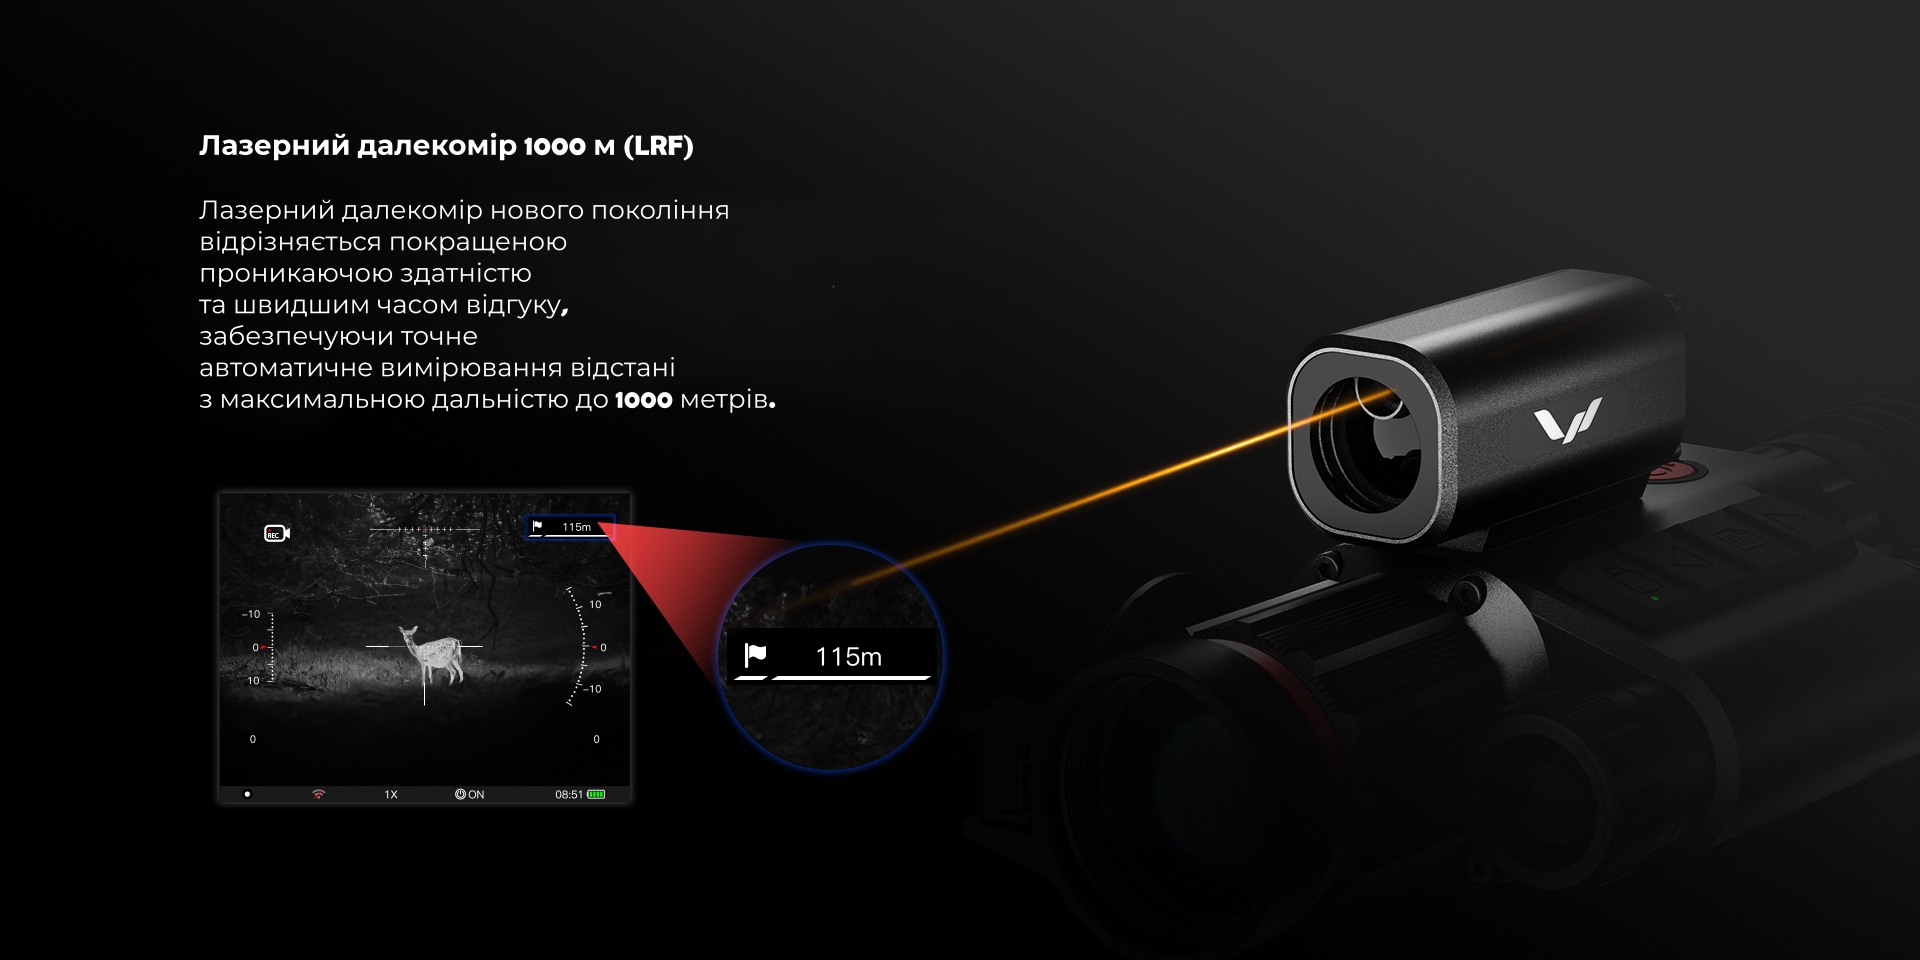 Лазерний далекомір 1000 м (LRF)
Лазерний далекомір нового покоління
відрізняється покращеною
проникаючою здатністю
та швидшим часом відгуку,
забезпечуючи точне
автоматичне вимірювання відстані
з максимальною дальністю до 1000 метрів.
REC
115m
-10
0
10
10
0
-10
0
0
1X
ON
08:51
115m